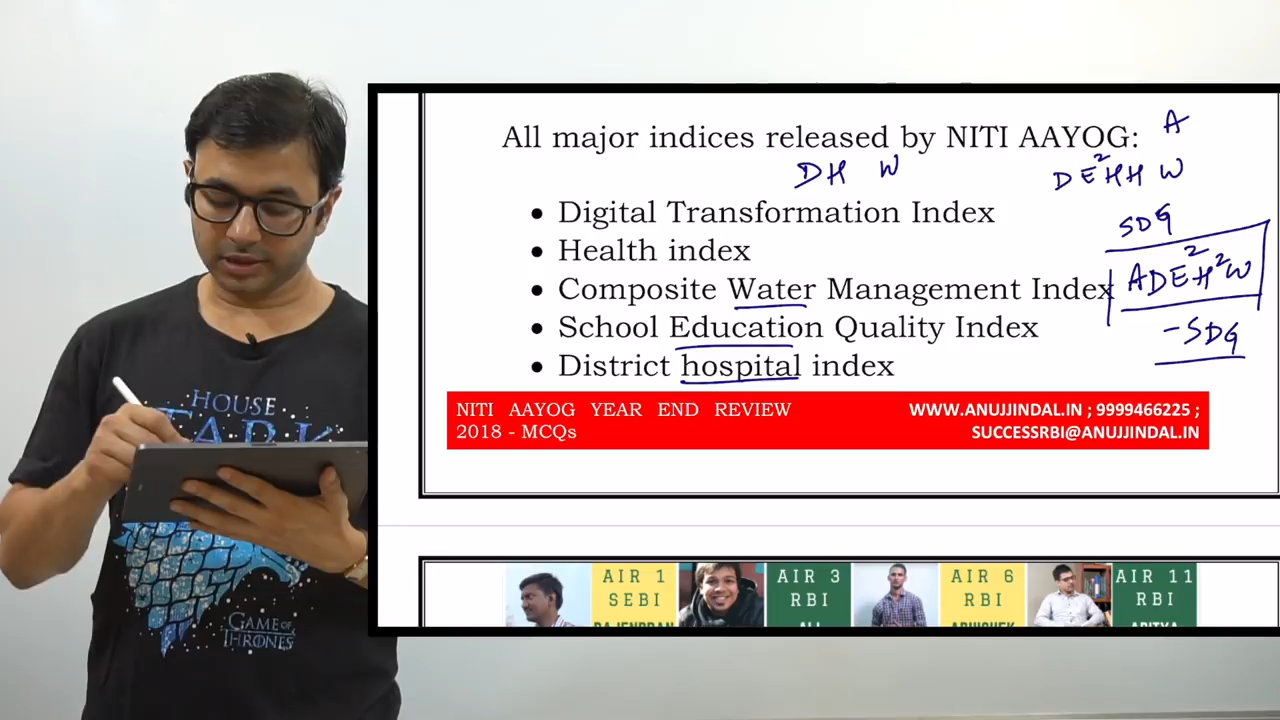 All major indices released by NITI AAYOG:
A
DH W
DE²HH W
• Digital Transformation Index
SDG
• Health index
ADE²H²W
• Composite Water Management Index
• School Education Quality Index
-SDG
• District hospital index
NITI AAYOG YEAR END REVIEW
2018 - MCQs
WWW.ANUJJINDAL.IN ; 9999466225 ;
SUCCESSRBI@ANUJJINDAL.IN
HOUSE
STARK
GAME OF
THRONES
AIR 1
SEBI
AIR 3
RBI
AIR 6
RBI
AIR 11
RBI